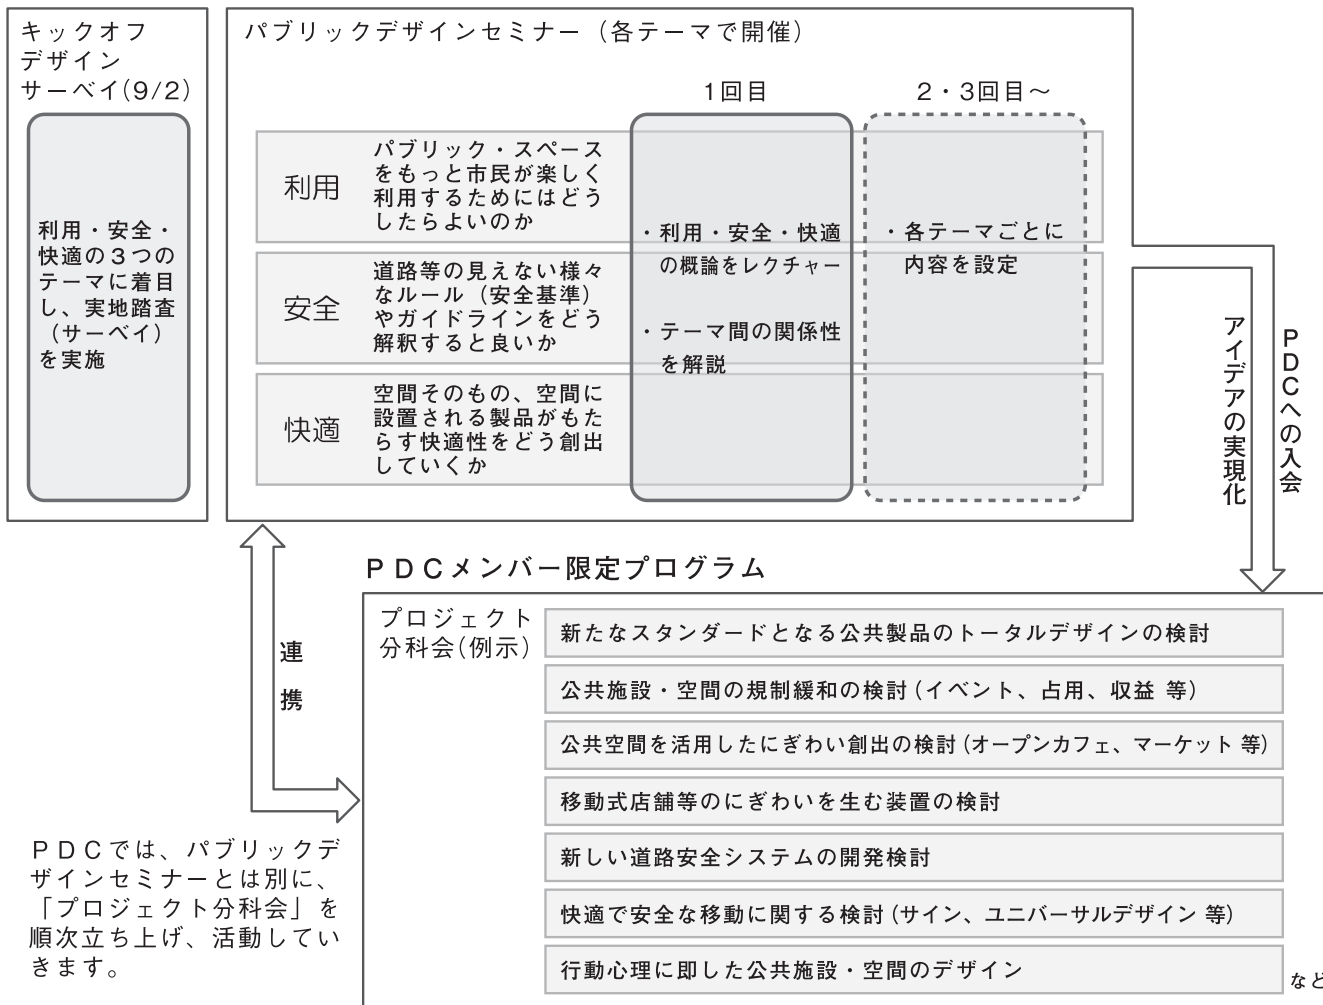 キックオフ
デザイン
サーベイ(9/2)
利用・安全・
快適の３つの
テーマに着目
し、実地踏査
（サーベイ）
を実施
パブリックデザインセミナー（各テーマで開催）
1回目
2・3回目～
利用
パブリック・スペース
をもっと市民が楽しく
利用するためにはどう
したらよいのか
安全
道路等の見えない様々
なルール（安全基準）
やガイドラインをどう
解釈すると良いか
快適
空間そのもの、空間に
設置される製品がもた
らす快適性をどう創出
していくか
・利用・安全・快適
の概論をレクチャー
・テーマ間の関係性
を解説
・各テーマごとに
内容を設定
PDCへの入会
アイデアの実現化
連携
ＰＤＣメンバー限定プログラム
プロジェクト
分科会(例示)
新たなスタンダードとなる公共製品のトータルデザインの検討
公共施設・空間の規制緩和の検討(イベント、占用、収益 等)
公共空間を活用したにぎわい創出の検討(オープンカフェ、マーケット 等)
移動式店舗等のにぎわいを生む装置の検討
新しい道路安全システムの開発検討
快適で安全な移動に関する検討(サイン、ユニバーサルデザイン 等)
行動心理に即した公共施設・空間のデザイン
など
ＰＤＣでは、パブリックデ
ザインセミナーとは別に、
「プロジェクト分科会」を
順次立ち上げ、活動してい
きます。